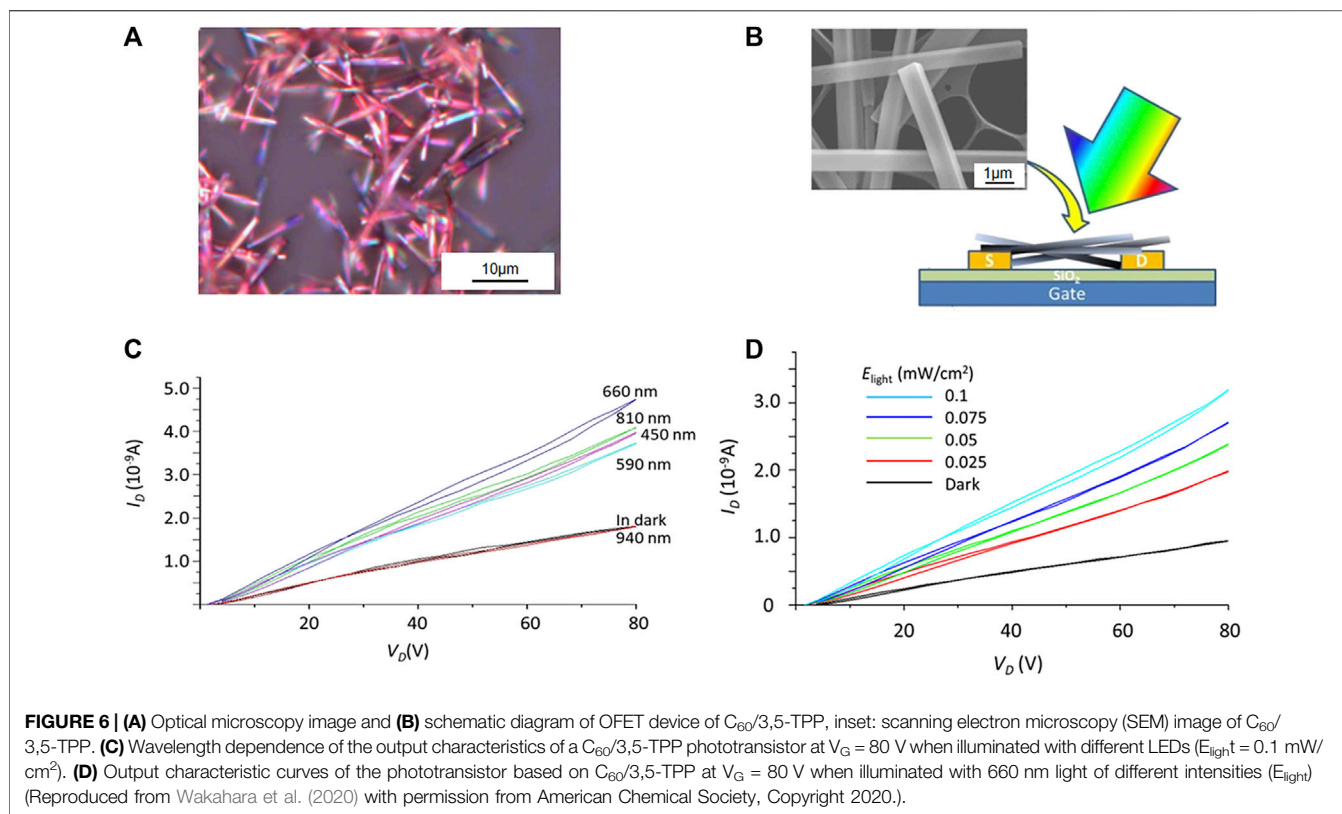 A
10μm
B
1μm
S
D
SiO₂
Gate
C
5.0
4.0
3.0
2.0
1.0
I_D (10⁻⁹A)
660 nm
810 nm
450 nm
590 nm
In dark
940 nm
20
40
60
80
V_D(V)
D
E_light (mW/cm²)
0.1
0.075
0.05
0.025
Dark
3.0
2.0
1.0
0
I_D (10⁻⁹A)
20
40
60
80
V_D (V)
FIGURE 6 | (A) Optical microscopy image and (B) schematic diagram of OFET device of C₆₀/3,5-TPP, inset: scanning electron microscopy (SEM) image of C₆₀/
3,5-TPP. (C) Wavelength dependence of the output characteristics of a C₆₀/3,5-TPP phototransistor at V_G = 80 V when illuminated with different LEDs (E_light = 0.1 mW/
cm²). (D) Output characteristic curves of the phototransistor based on C₆₀/3,5-TPP at V_G = 80 V when illuminated with 660 nm light of different intensities (E_light)
(Reproduced from Wakahara et al. (2020) with permission from American Chemical Society, Copyright 2020.).